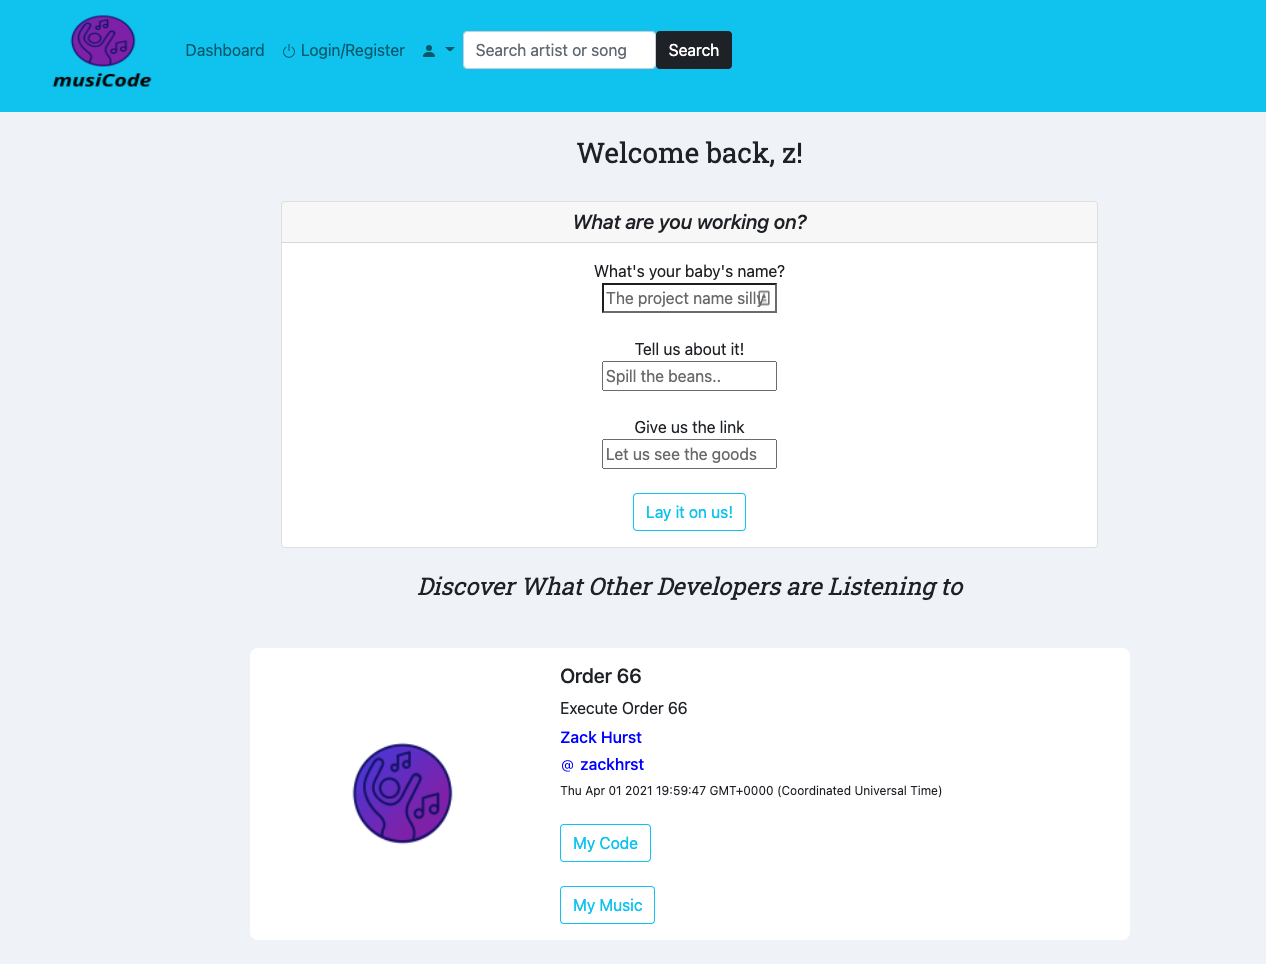 musiCode
Dashboard Login/Register Search artist or song Search
Welcome back, z!
What are you working on?
What's your baby's name?
The project name silly
Tell us about it!
Spill the beans..
Give us the link
Let us see the goods
Lay it on us!
Discover What Other Developers are Listening to
Order 66
Execute Order 66
Zack Hurst
@ zackhrst
Thu Apr 01 2021 19:59:47 GMT+0000 (Coordinated Universal Time)
My Code
My Music